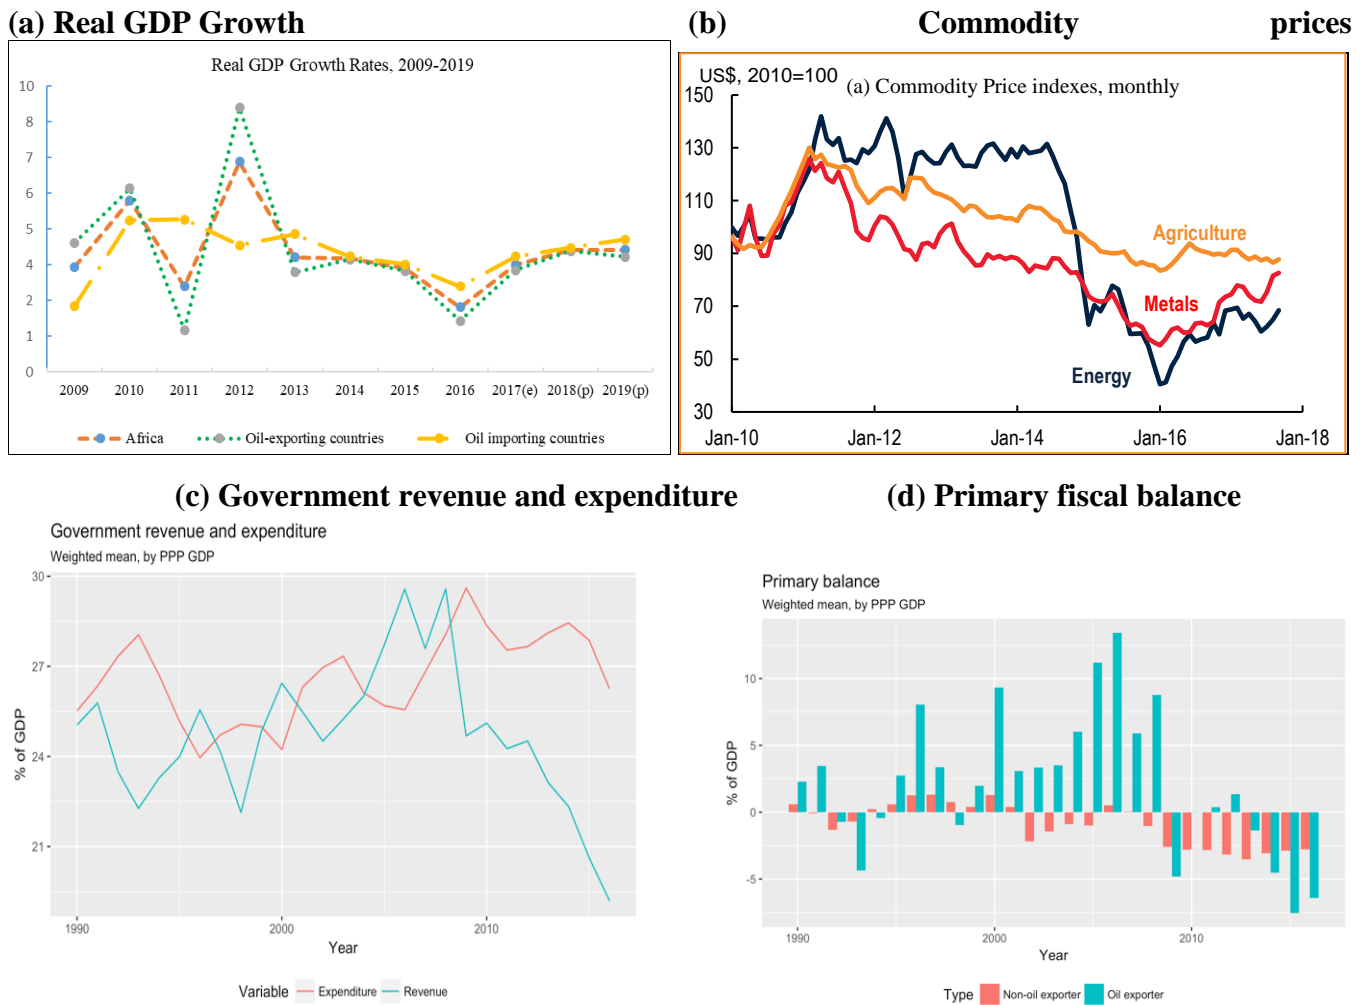 (a) Real GDP Growth
Real GDP Growth Rates, 2009-2019
10
8
7
6
5
4
2
1
0
2009 2010 2011 2012 2013 2014 2015 2016 2017(e) 2018(p) 2019(p)
Africa Oil-exporting countries Oil importing countries
(b) Commodity prices
US$, 2010=100
(a) Commodity Price indexes, monthly
150
130
110
90
70
50
30
Agriculture
Metals
Energy
Jan-10 Jan-12 Jan-14 Jan-16 Jan-18
(c) Government revenue and expenditure
Government revenue and expenditure
Weighted mean, by PPP GDP
% of GDP
30
27
24
21
1990 2000 2010
Year
Variable Expenditure Revenue
(d) Primary fiscal balance
Primary balance
Weighted mean, by PPP GDP
% of GDP
10
5
0
-5
1990 2000 2010
Year
Type Non-oil exporter Oil exporter